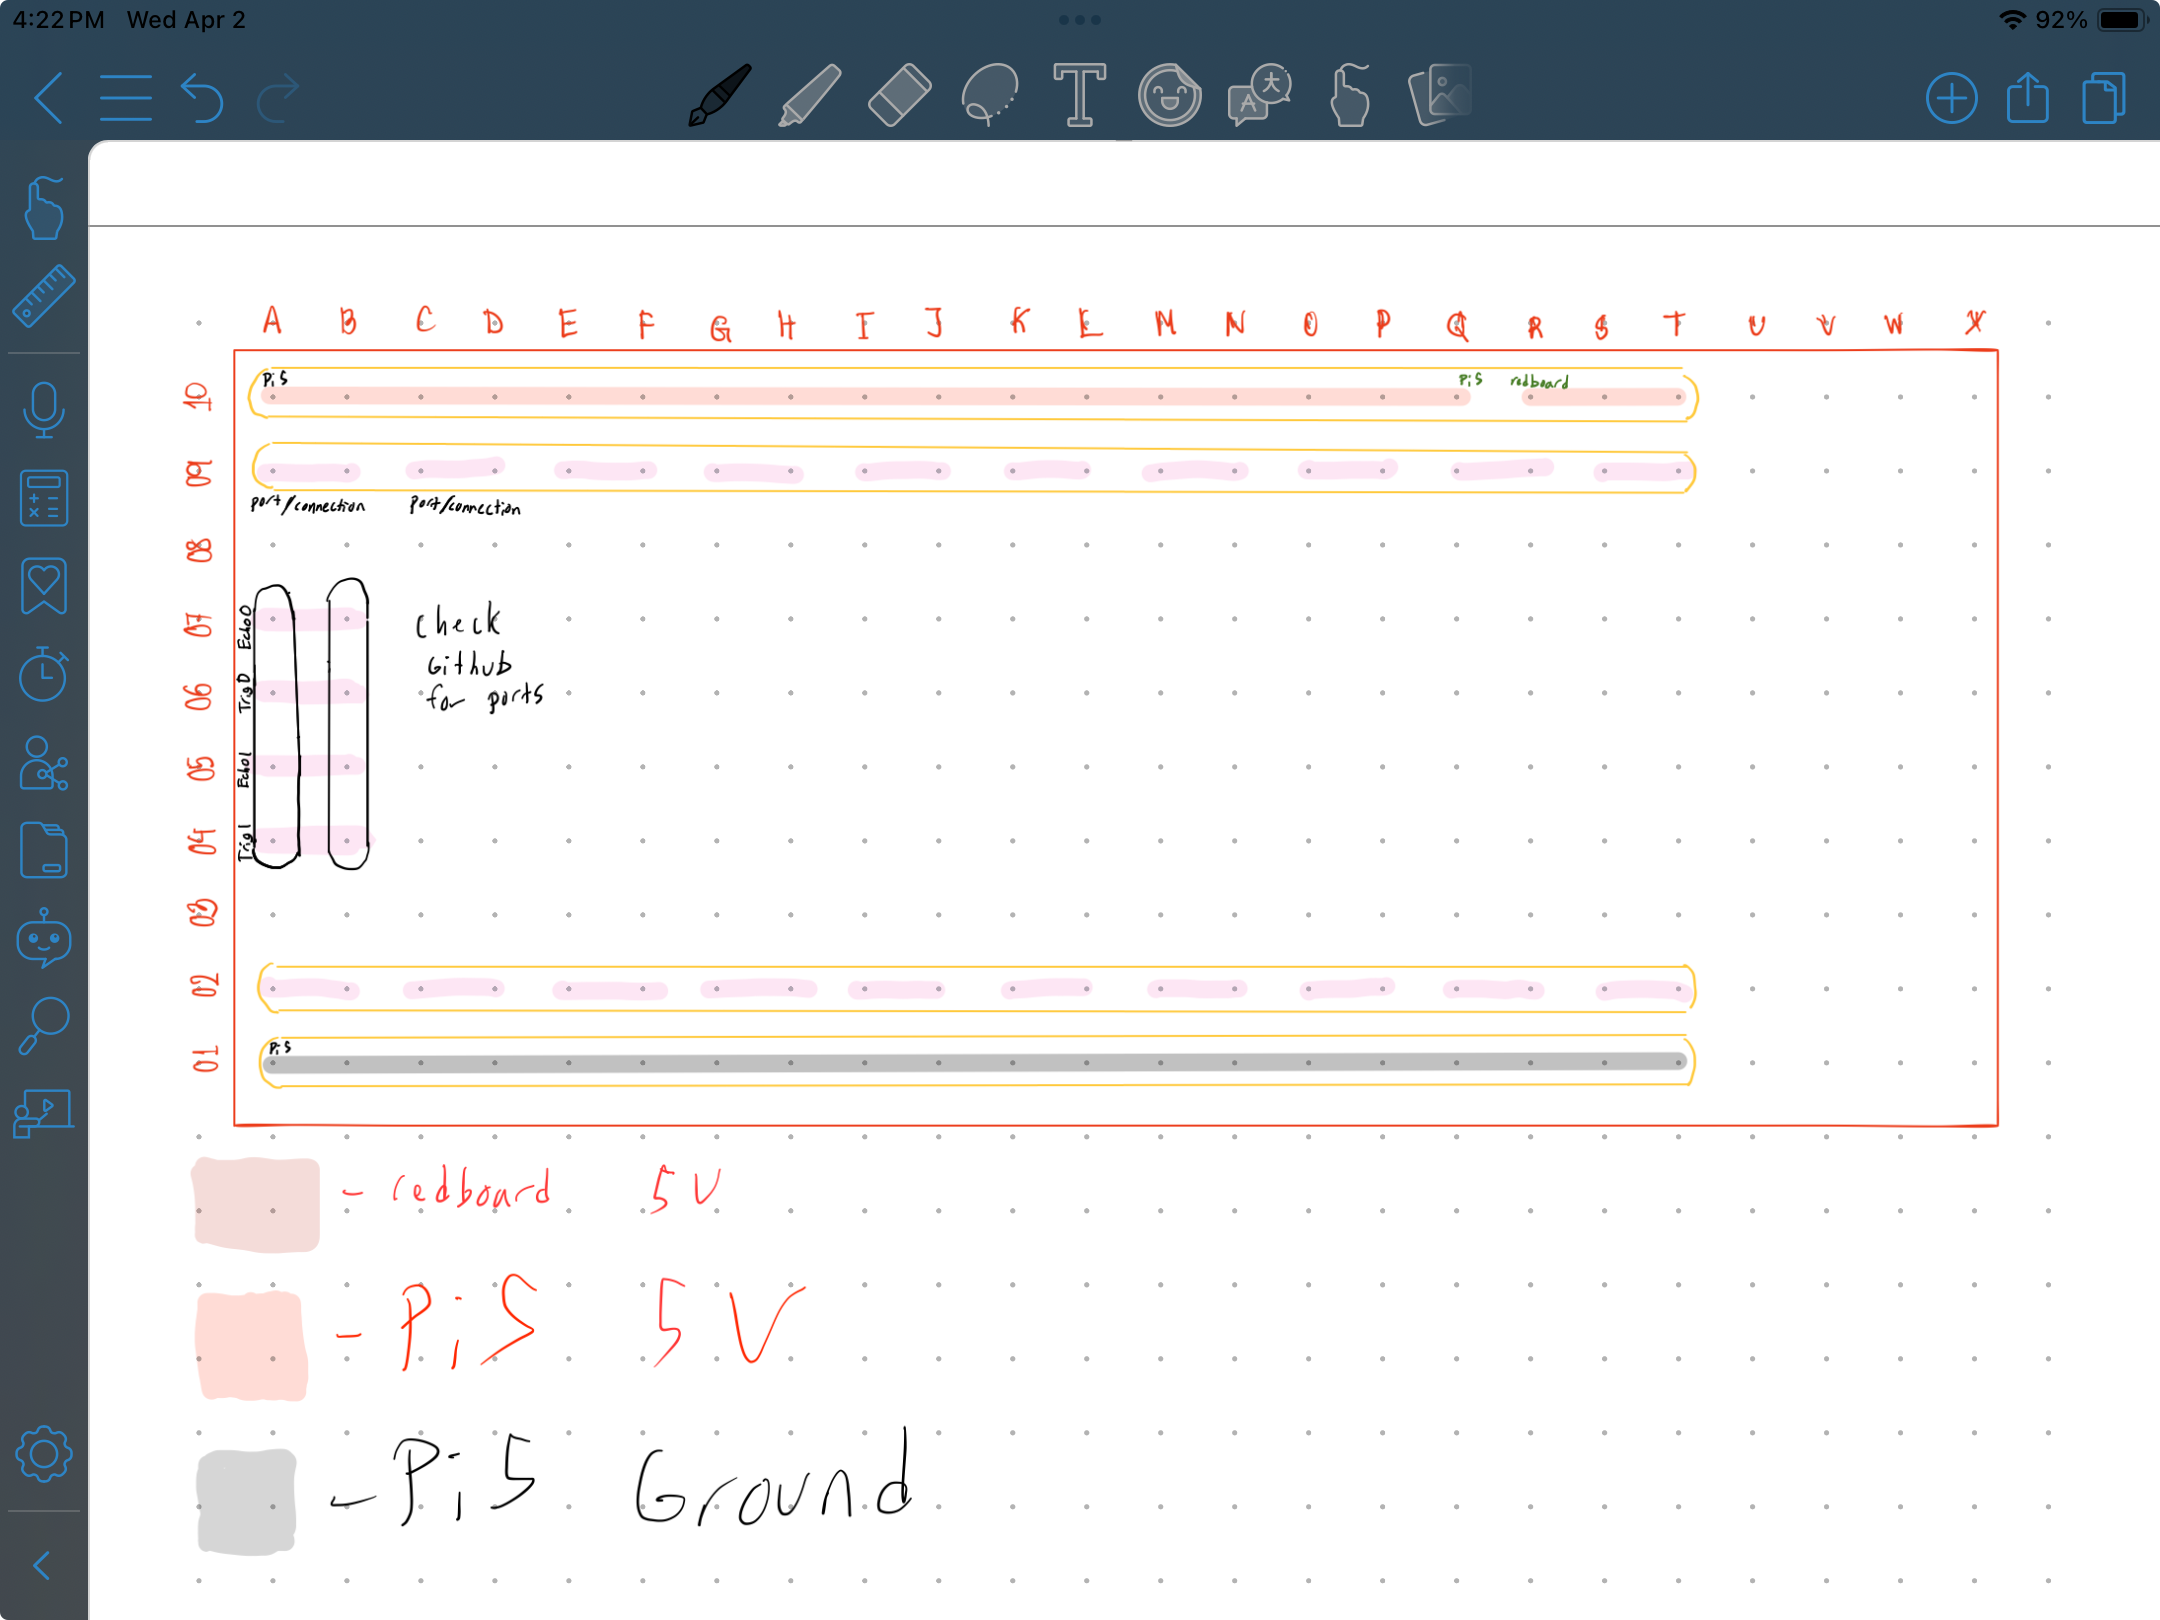 4:22 PM Wed Apr 2
92%
A B C D E F G H I J K L M N O P Q R S T U V W X
10
Pi5
Pi5 redboard
09
port/connection port/connection
08
07
Echo0
check
Github
for ports
06
Trig0
05
Echo1
04
Trig1
03
02
01
Pi5
- redboard 5V
- Pi5 5V
- Pi5 Ground